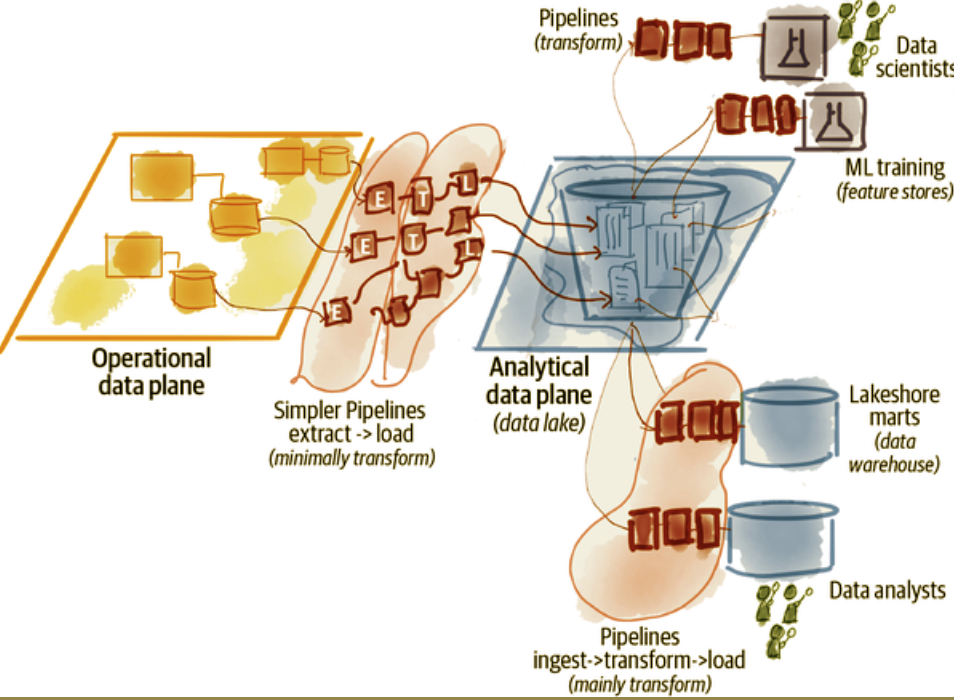 Pipelines
(transform)
Data
scientists
ML training
(feature stores)
E
T
L
E
T
L
E
Operational
data plane
Simpler Pipelines
extract -> load
(minimally transform)
Analytical
data plane
(data lake)
Lakeshore
marts
(data
warehouse)
Data analysts
Pipelines
ingest->transform->load
(mainly transform)